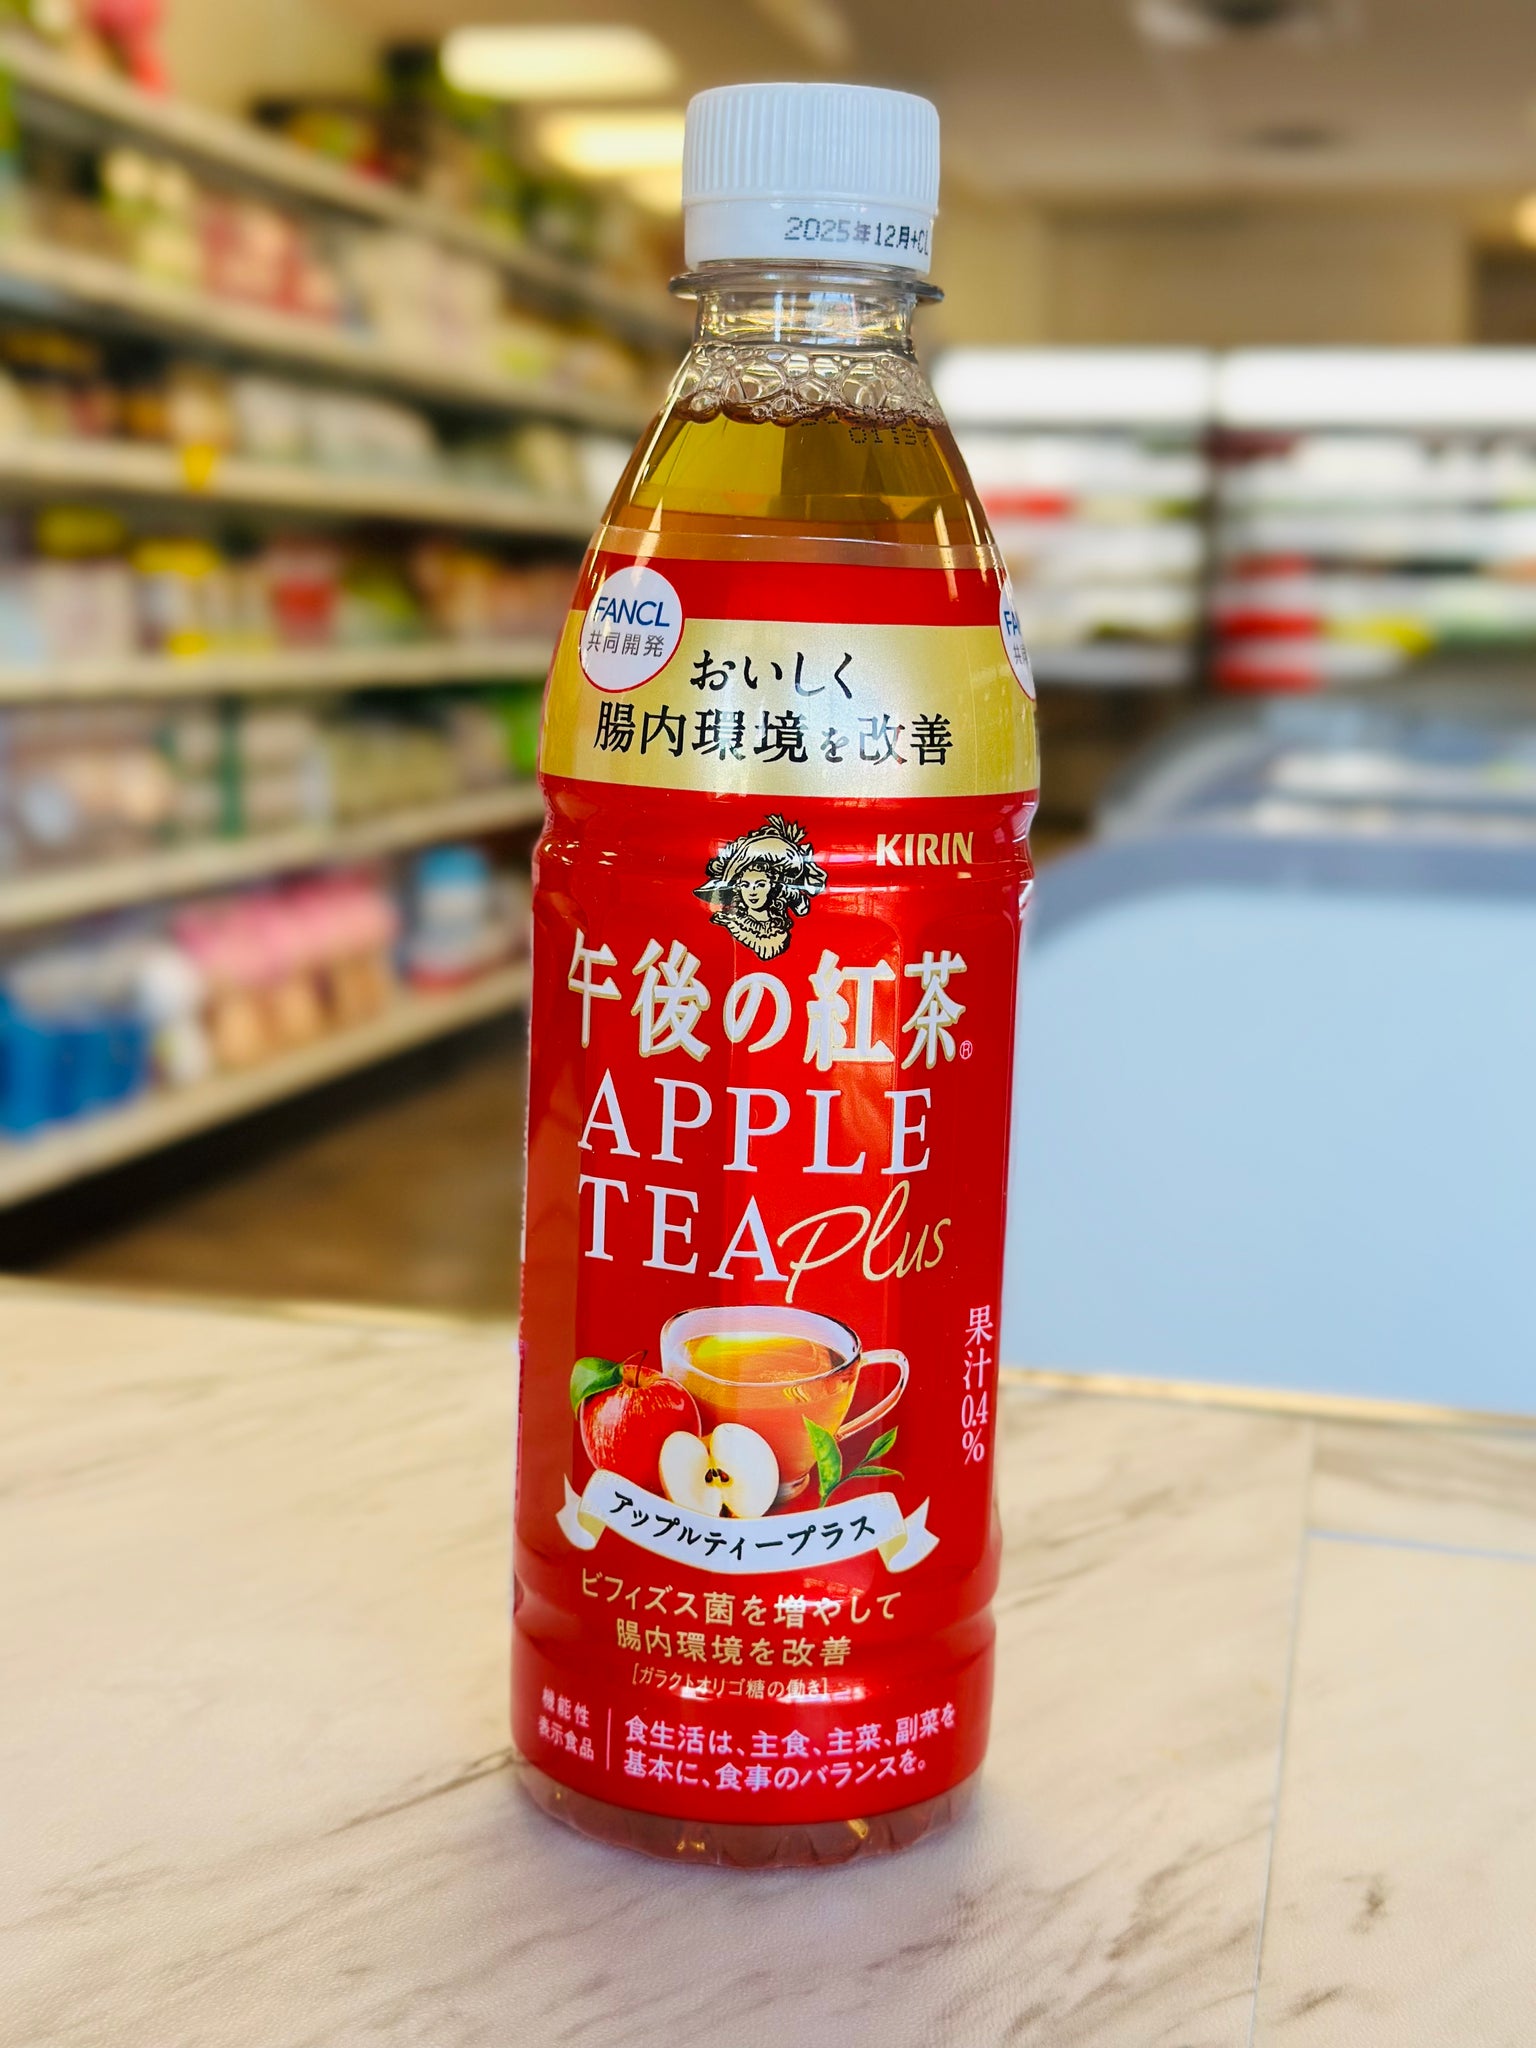 2025年12月+CL
FANCL
共同開発
おいしく
腸内環境を改善
KIRIN
午後の紅茶®
APPLE
TEA Plus
果汁0.4%
アップルティープラス
ビフィズス菌を増やして
腸内環境を改善
[ガラクトオリゴ糖の働き]
機能性
表示食品
食生活は、主食、主菜、副菜を
基本に、食事のバランスを。